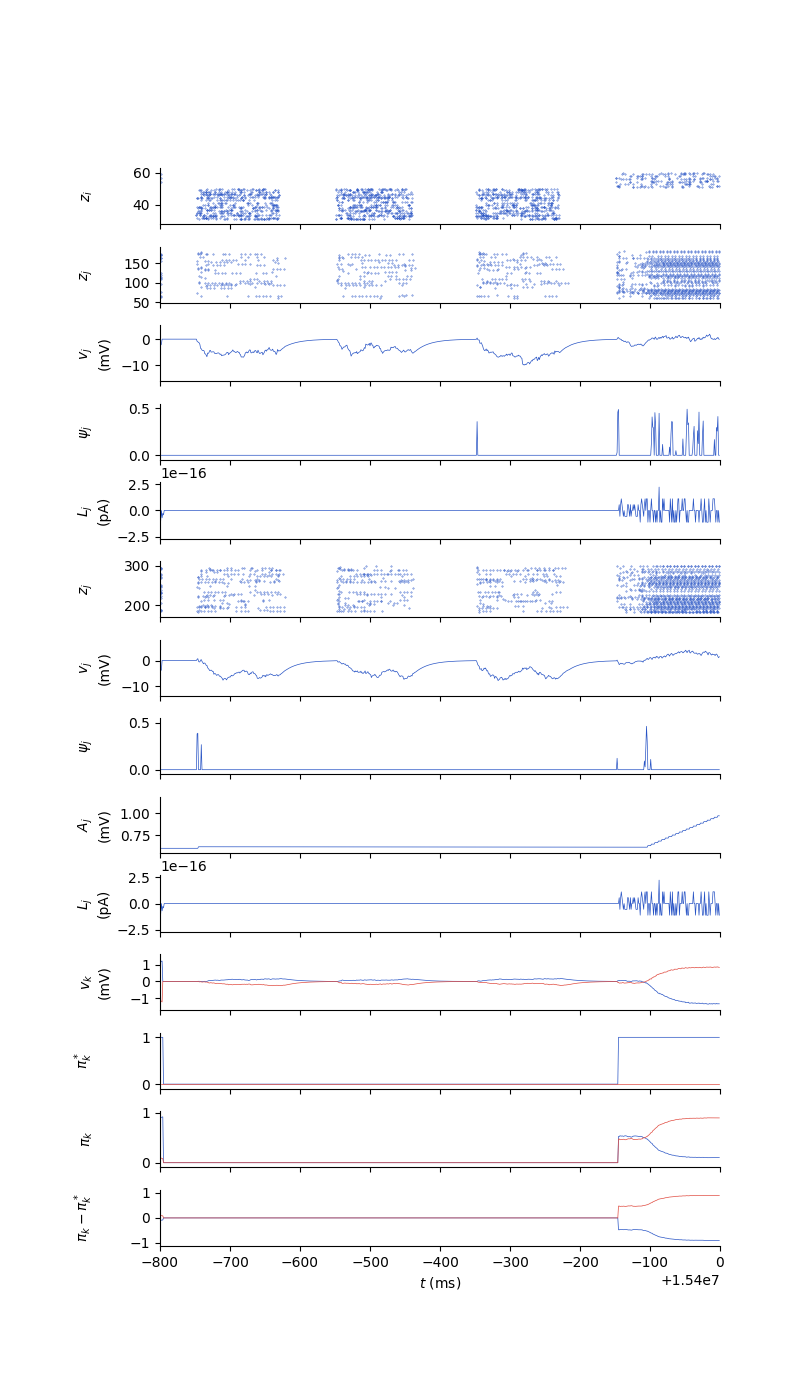 60
40
z_i
150
100
50
z_j
0
−10
v_j
(mV)
0.5
0.0
ψ_j
1e−16
2.5
0.0
−2.5
L_j
(pA)
300
200
z_j
0
−10
v_j
(mV)
0.5
0.0
ψ_j
1.00
0.75
A_j
(mV)
1e−16
2.5
0.0
−2.5
L_j
(pA)
1
0
−1
v_k
(mV)
1
0
π_k^*
1
0
π_k
1
0
−1
π_k − π_k^*
−800 −700 −600 −500 −400 −300 −200 −100 0
t (ms)
+1.54e7